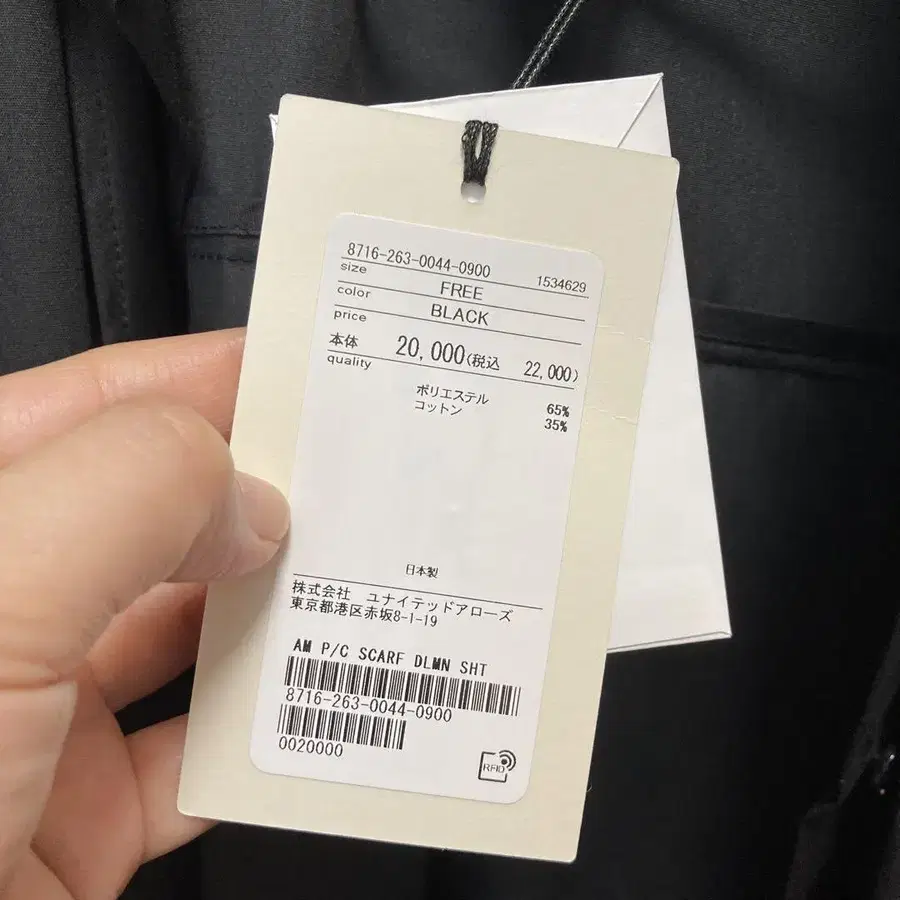 8716-263-0044-0900 1534629
size FREE
color BLACK
price
本体 20,000(税込 22,000)
quality
ポリエステル 65%
コットン 35%
日本製
株式会社 ユナイテッドアローズ
東京都港区赤坂8-1-19
AM P/C SCARF DLMN SHT
8716-263-0044-0900
0020000
RFID